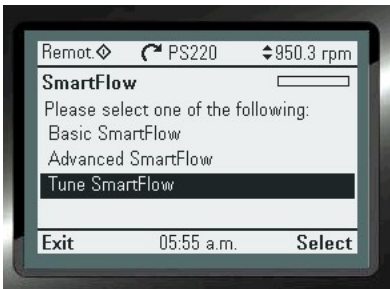 Remot. PS220 950.3 rpm
SmartFlow
Please select one of the following:
Basic SmartFlow
Advanced SmartFlow
Tune SmartFlow
Exit 05:55 a.m. Select